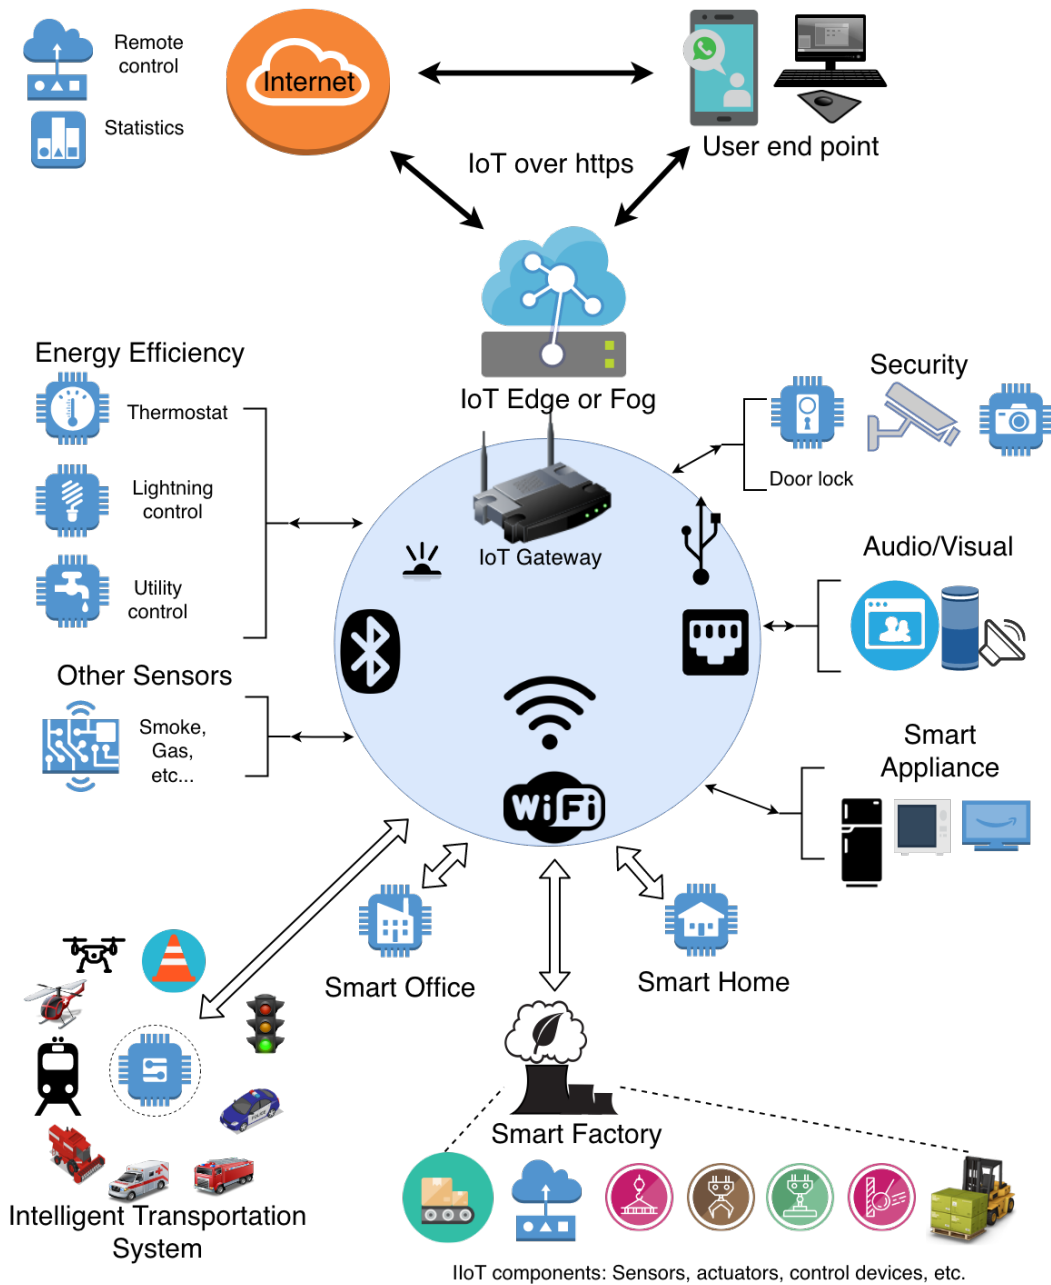 Remote
control
Statistics
Internet
User end point
IoT over https
IoT Edge or Fog
Energy Efficiency
Thermostat
Lightning
control
Utility
control
Other Sensors
Smoke,
Gas,
etc...
IoT Gateway
Security
Door lock
Audio/Visual
Smart
Appliance
WiFi
Smart Office
Smart Home
Smart Factory
Intelligent Transportation
System
POLICE
IIoT components: Sensors, actuators, control devices, etc.